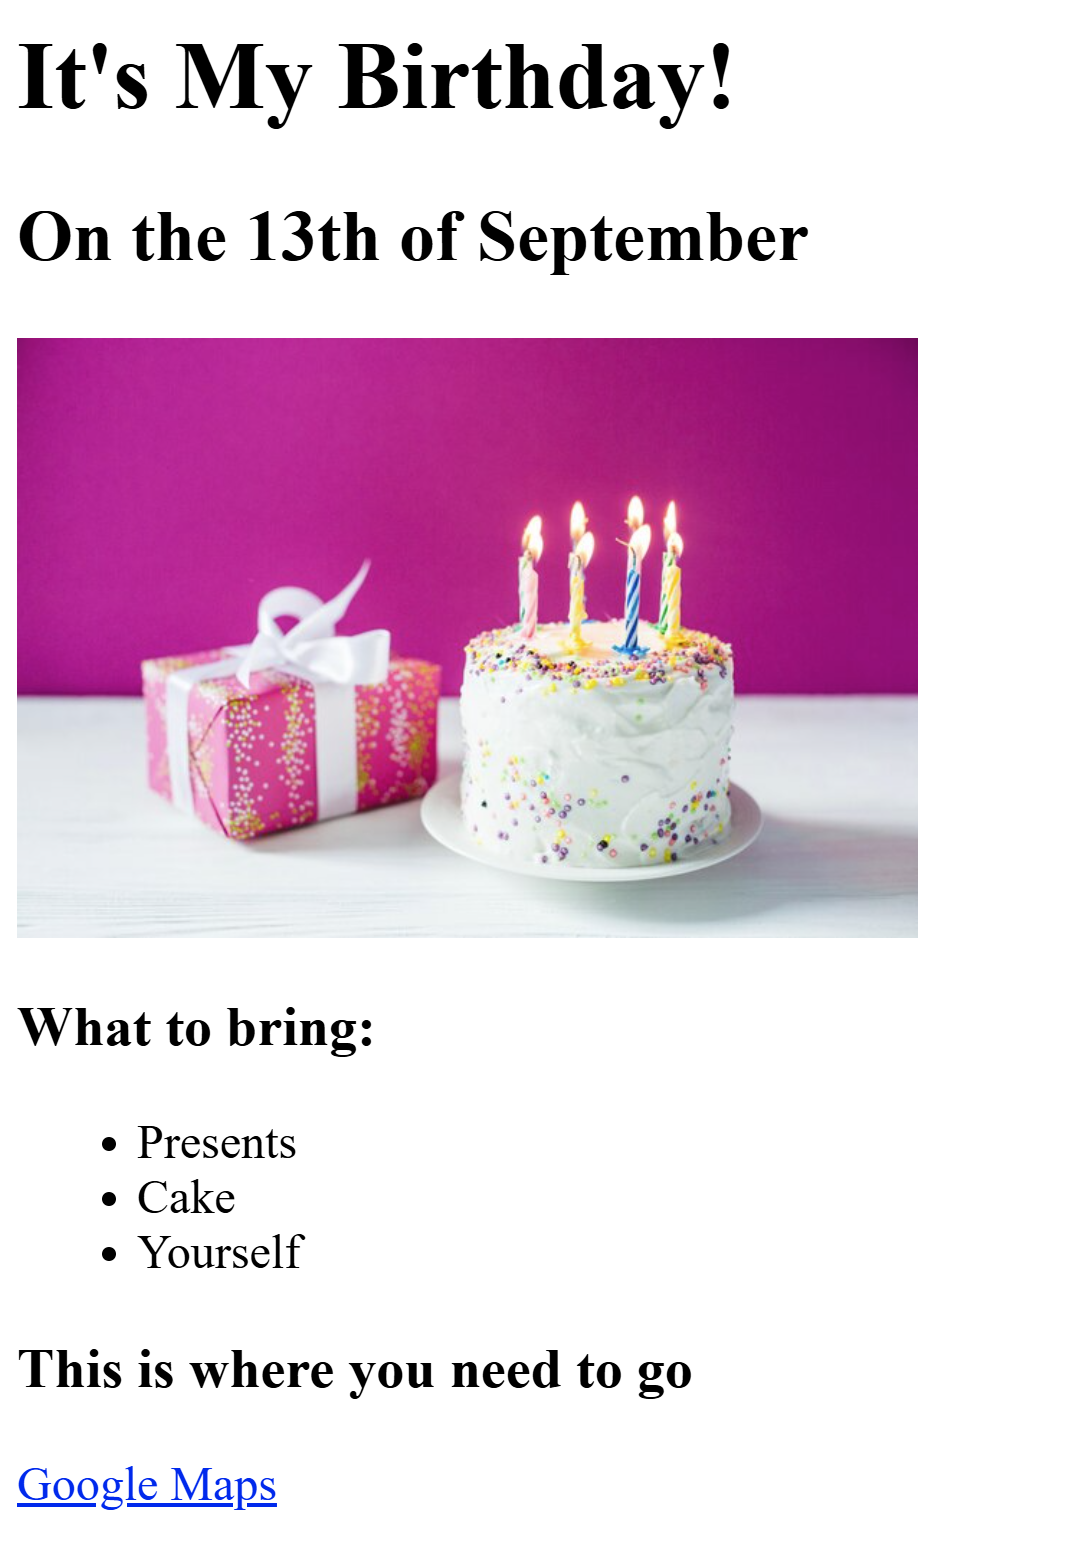 It's My Birthday!
On the 13th of September
What to bring:
Presents
Cake
Yourself
This is where you need to go
Google Maps